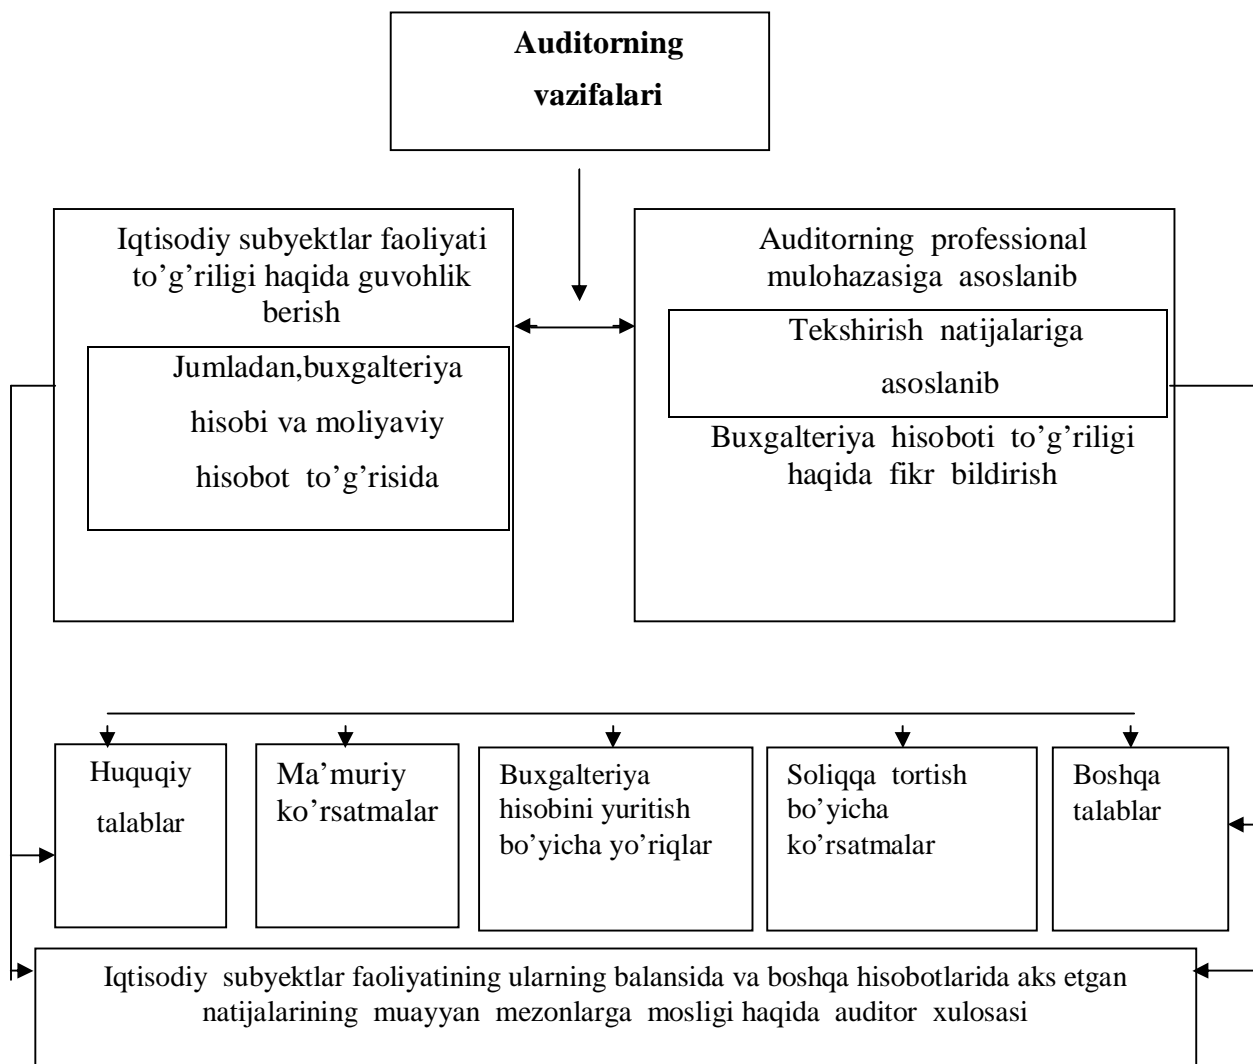 Auditorning
vazifalari
Iqtisodiy subyektlar faoliyati
to’g’riligi haqida guvohlik
berish
Jumladan,buxgalteriya
hisobi va moliyaviy
hisobot to’g’risida
Auditorning professional
mulohazasiga asoslanib
Tekshirish natijalariga
asoslanib
Buxgalteriya hisoboti to’g’riligi
haqida fikr bildirish
Huquqiy
talablar
Ma’muriy
ko’rsatmalar
Buxgalteriya
hisobini yuritish
bo’yicha yo’riqlar
Soliqqa tortish
bo’yicha
ko’rsatmalar
Boshqa
talablar
Iqtisodiy subyektlar faoliyatining ularning balansida va boshqa hisobotlarida aks etgan
natijalarining muayyan mezonlarga mosligi haqida auditor xulosasi